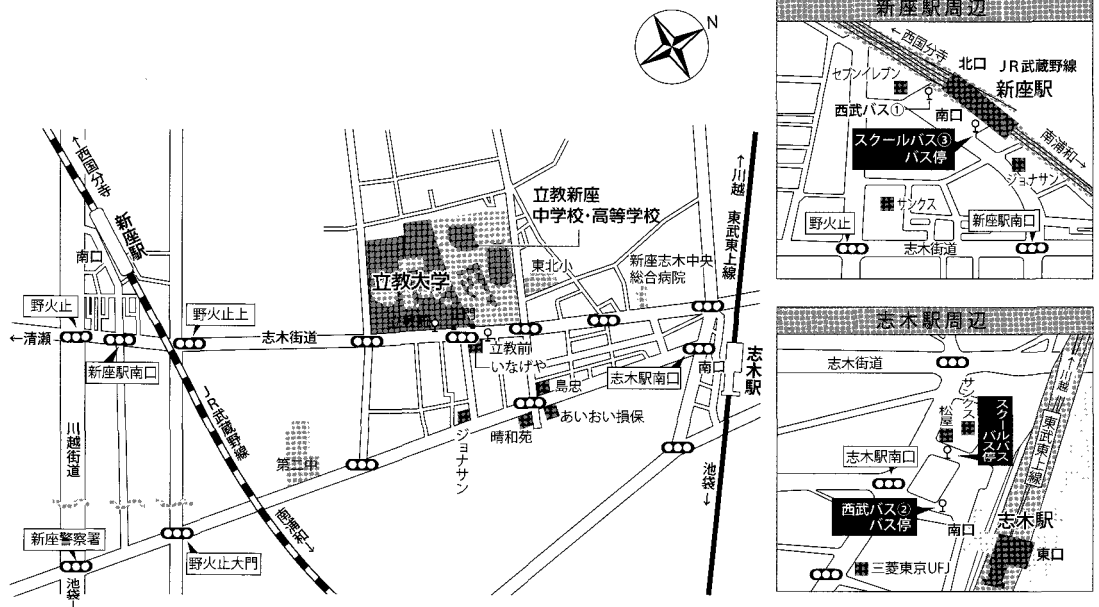 N
立教新座
中学校・高等学校
立教大学
東北小
新座志木中央
総合病院
←西国分寺
新座駅
南口
野火止
←清瀬
新座駅南口
野火止上
志木街道
立教前
いなげや
島忠
あいおい損保
晴和苑
ジョナサン
志木駅南口
南口
志木駅
←川越
東武東上線
池袋→
JR武蔵野線
南浦和→
川越街道
第二中
新座警察署
野火止大門
池袋→
新座駅周辺
←西国分寺
北口
JR武蔵野線
新座駅
セブンイレブン
西武バス①
南口
スクールバス③
バス停
南浦和→
ジョナサン
サンクス
野火止
新座駅南口
志木街道
志木駅周辺
志木街道
←川越
東武東上線
サンクス
松屋
スクールバス
バス停
志木駅南口
西武バス②
バス停
南口
志木駅
東口
三菱東京UFJ